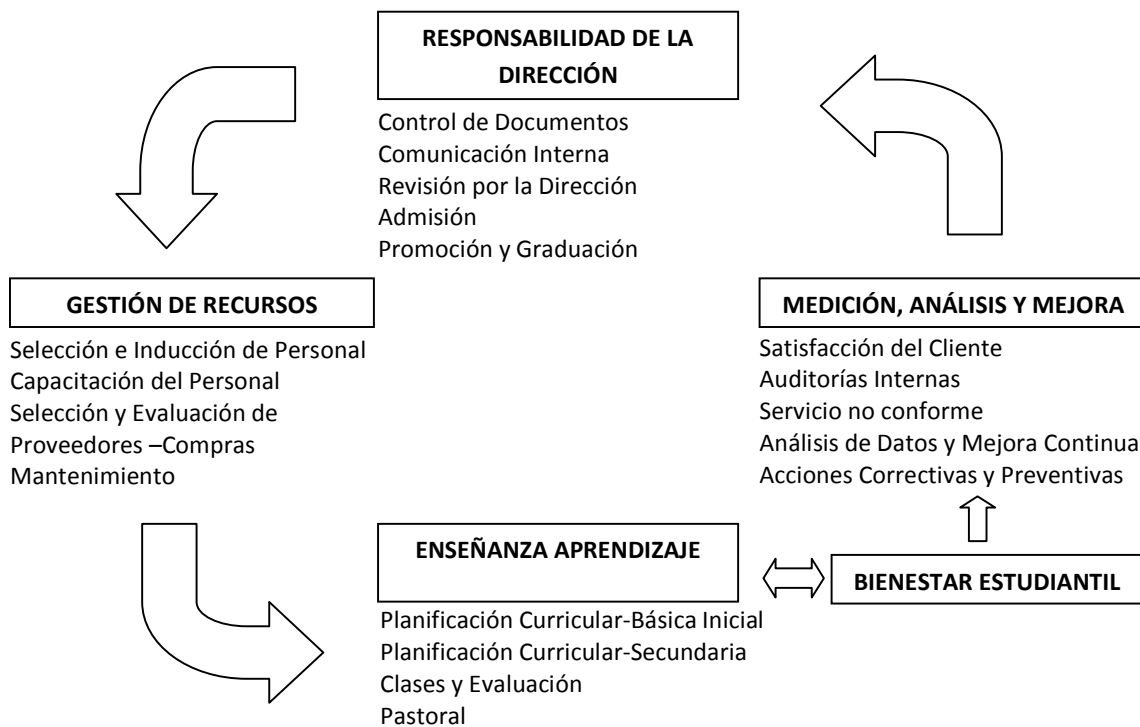 RESPONSABILIDAD DE LA
DIRECCIÓN
Control de Documentos
Comunicación Interna
Revisión por la Dirección
Admisión
Promoción y Graduación
GESTIÓN DE RECURSOS
Selección e Inducción de Personal
Capacitación del Personal
Selección y Evaluación de
Proveedores –Compras
Mantenimiento
MEDICIÓN, ANÁLISIS Y MEJORA
Satisfacción del Cliente
Auditorías Internas
Servicio no conforme
Análisis de Datos y Mejora Continua
Acciones Correctivas y Preventivas
ENSEÑANZA APRENDIZAJE
Planificación Curricular-Básica Inicial
Planificación Curricular-Secundaria
Clases y Evaluación
Pastoral
BIENESTAR ESTUDIANTIL